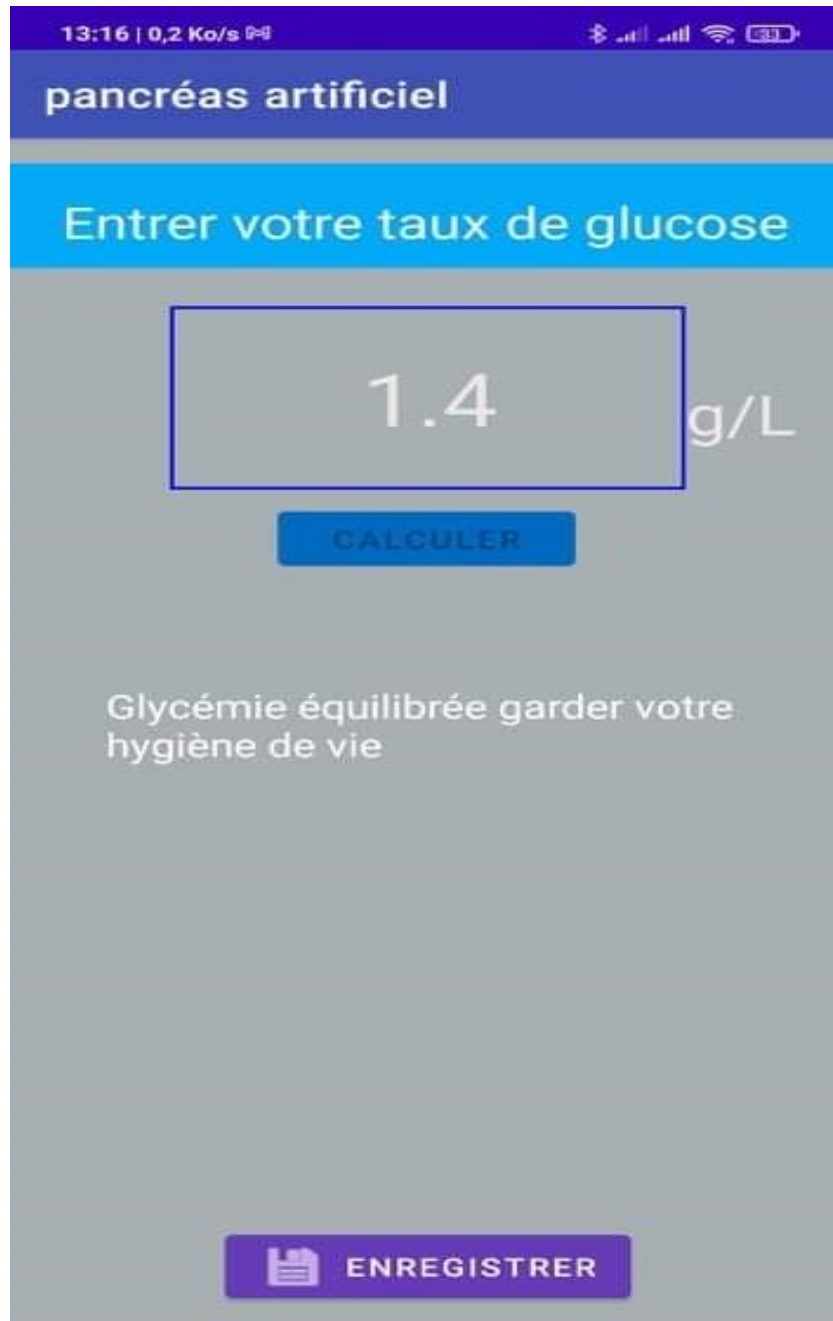 13:16 | 0,2 Ko/s
33
pancréas artificiel
Entrer votre taux de glucose
1.4
g/L
CALCULER
Glycémie équilibrée garder votre
hygiène de vie
ENREGISTRER